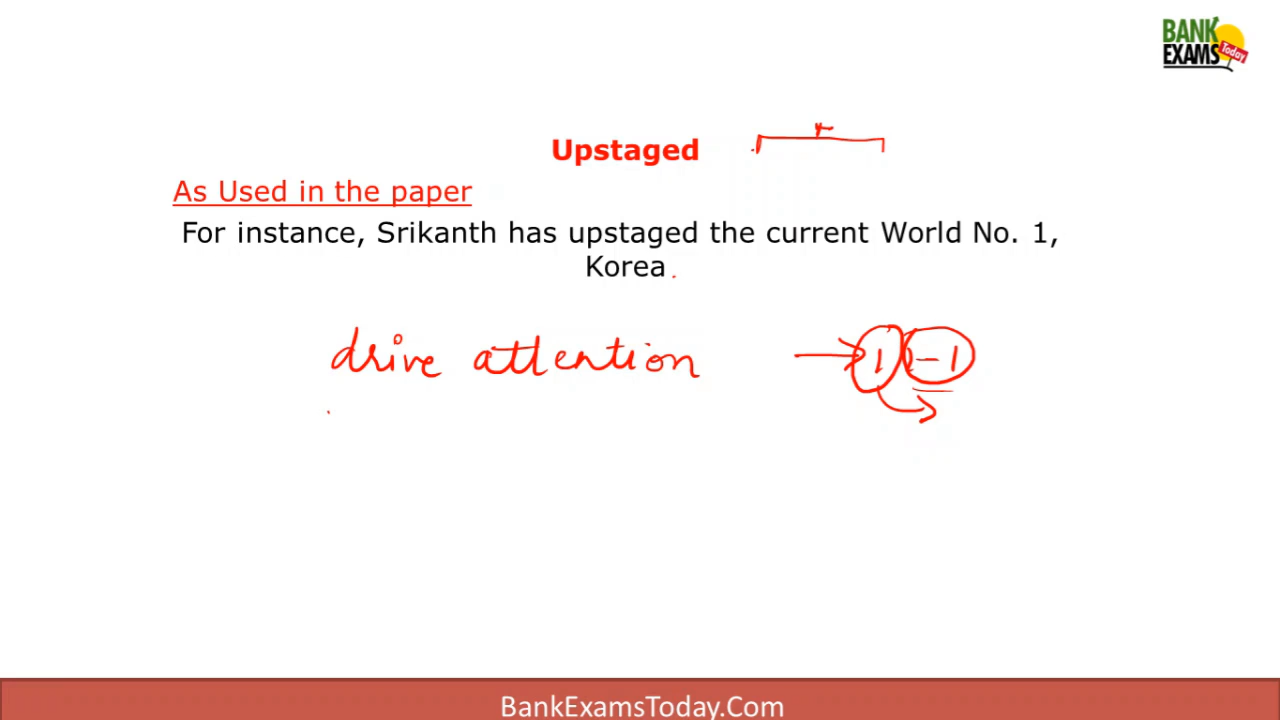 BANK
EXAMS
Today
Upstaged
As Used in the paper
For instance, Srikanth has upstaged the current World No. 1,
Korea
drive attention → 1 - 1
BankExamsToday.Com